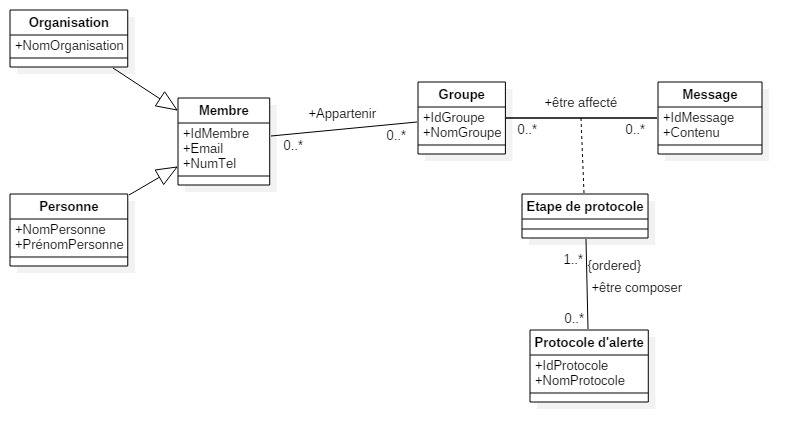 Organisation
+NomOrganisation
Membre
+IdMembre
+Email
+NumTel
Personne
+NomPersonne
+PrénomPersonne
+Appartenir
0..*
0..*
Groupe
+IdGroupe
+NomGroupe
+être affecté
0..*
0..*
Message
+IdMessage
+Contenu
Etape de protocole
1..*
{ordered}
+être composer
0..*
Protocole d'alerte
+IdProtocole
+NomProtocole